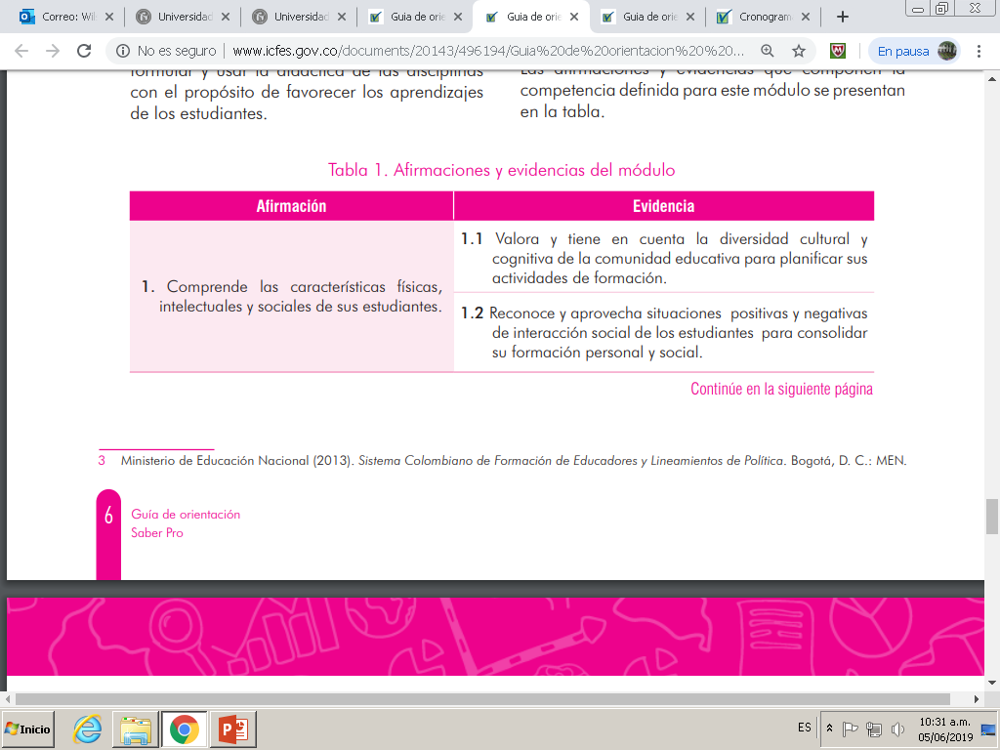 Correo: Wil
Universidad
Universidad
Guia de orie
Guia de orie
Guia de orie
Cronogram
No es seguro | www.icfes.gov.co/documents/20143/496194/Guia%20de%20orientacion%20%20...
En pausa
formular y usar la didáctica de las disciplinas
con el propósito de favorecer los aprendizajes
de los estudiantes.
Las afirmaciones y evidencias que componen la
competencia definida para este módulo se presentan
en la tabla.
Tabla 1. Afirmaciones y evidencias del módulo
Afirmación
Evidencia
1. Comprende las características físicas,
intelectuales y sociales de sus estudiantes.
1.1 Valora y tiene en cuenta la diversidad cultural y
cognitiva de la comunidad educativa para planificar sus
actividades de formación.
1.2 Reconoce y aprovecha situaciones positivas y negativas
de interacción social de los estudiantes para consolidar
su formación personal y social.
Continúe en la siguiente página
3 Ministerio de Educación Nacional (2013). Sistema Colombiano de Formación de Educadores y Lineamientos de Política. Bogotá, D. C.: MEN.
6
Guía de orientación
Saber Pro
Inicio
ES
10:31 a.m.
05/06/2019